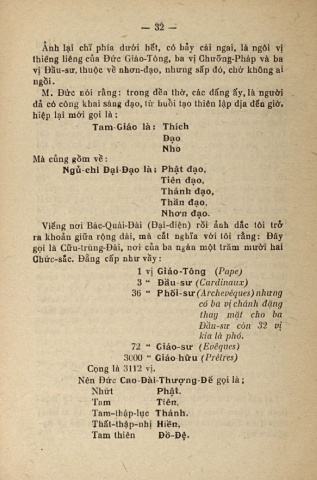 — 32 —
Ảnh lại chĩ phía dưới hết, có bảy cái ngai, là ngôi vị
thiêng liêng của Đức Giáo-Tông, ba vị Chưỡng-Pháp và ba
vị Đầu-sư, thuộc về nhơn-đạo, nhưng sắp đó, chớ không ai
ngồi.
M. Đức nói rằng: trong đền thờ, các đấng ấy, là người
đã có công khai sáng đạo, từ buỗi tạo thiên lập địa đến giờ,
hiệp lại mới gọi là :
Tam-Giáo là : Thích
Đạo
Nho
Mà củng gồm về :
Ngủ-chi Đại-Đạo là ; Phật đạo,
Tiên đạo,
Thánh đạo,
Thần đạo,
Nhơn đạo.
Viếng nơi Bác-Quái-Đài (Đại-điện) rồi ảnh dắc tôi trở
ra khoản giữa rộng dài, mà cắt nghĩa với tôi rằng : Đây
gọi là Cữu-trùng-Đài, nơi của ba ngàn một trăm mười hai
Chức-sắc. Đẳng cấp như vầy :
1 vị Giáo-Tông (Pape)
3 “ Đầu-sư (Cardinaux)
36 “ Phối-sư (Archevêques) nhưng
có ba vị chánh đặng
thay mặt cho ba
Đầu-sư còn 32 vị
kia là phó.
72 “ Giáo-sư (Evêques)
3000 “ Giáo-hữu (Prêtres)
Cọng là 3112 vị.
Nên Đức Cao-Đài-Thượng-Đế gọi là ;
Nhứt Phật.
Tam Tiên,
Tam-thập-lục Thánh.
Thất-thập-nhị Hiền,
Tam thiên Đồ-Đệ.